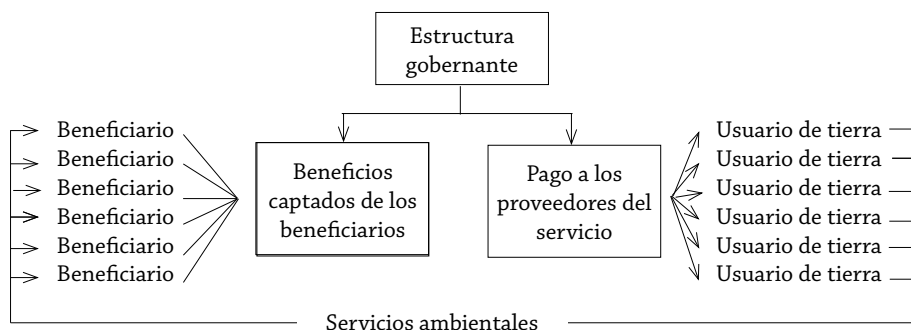 Estructura
gobernante
Beneficiario
Beneficiario
Beneficiario
Beneficiario
Beneficiario
Beneficiario
Beneficios
captados de los
beneficiarios
Pago a los
proveedores del
servicio
Usuario de tierra
Usuario de tierra
Usuario de tierra
Usuario de tierra
Usuario de tierra
Usuario de tierra
Servicios ambientales